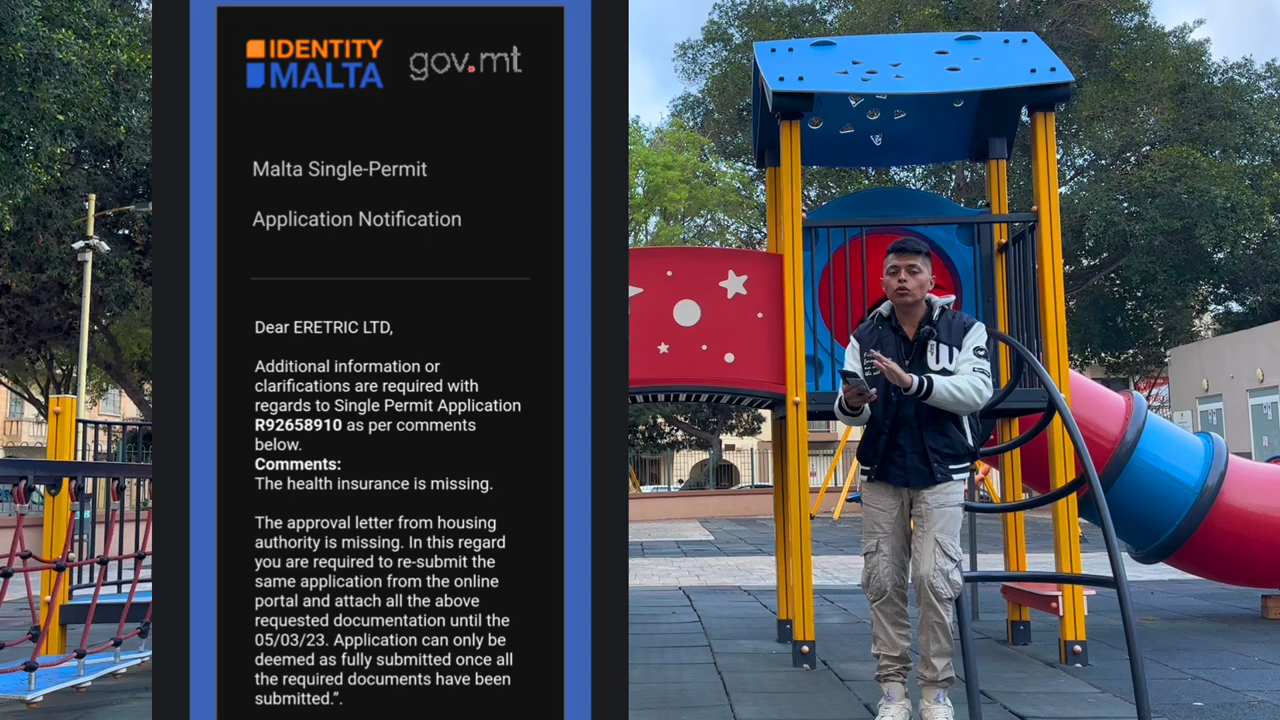 IDENTITY
MALTA
gov.mt
Malta Single-Permit
Application Notification
Dear ERETRIC LTD,
Additional information or
clarifications are required with
regards to Single Permit Application
R92658910 as per comments
below.
Comments:
The health insurance is missing.
The approval letter from housing
authority is missing. In this regard
you are required to re-submit the
same application from the online
portal and attach all the above
requested documentation until the
05/03/23. Application can only be
deemed as fully submitted once all
the required documents have been
submitted.”.
W